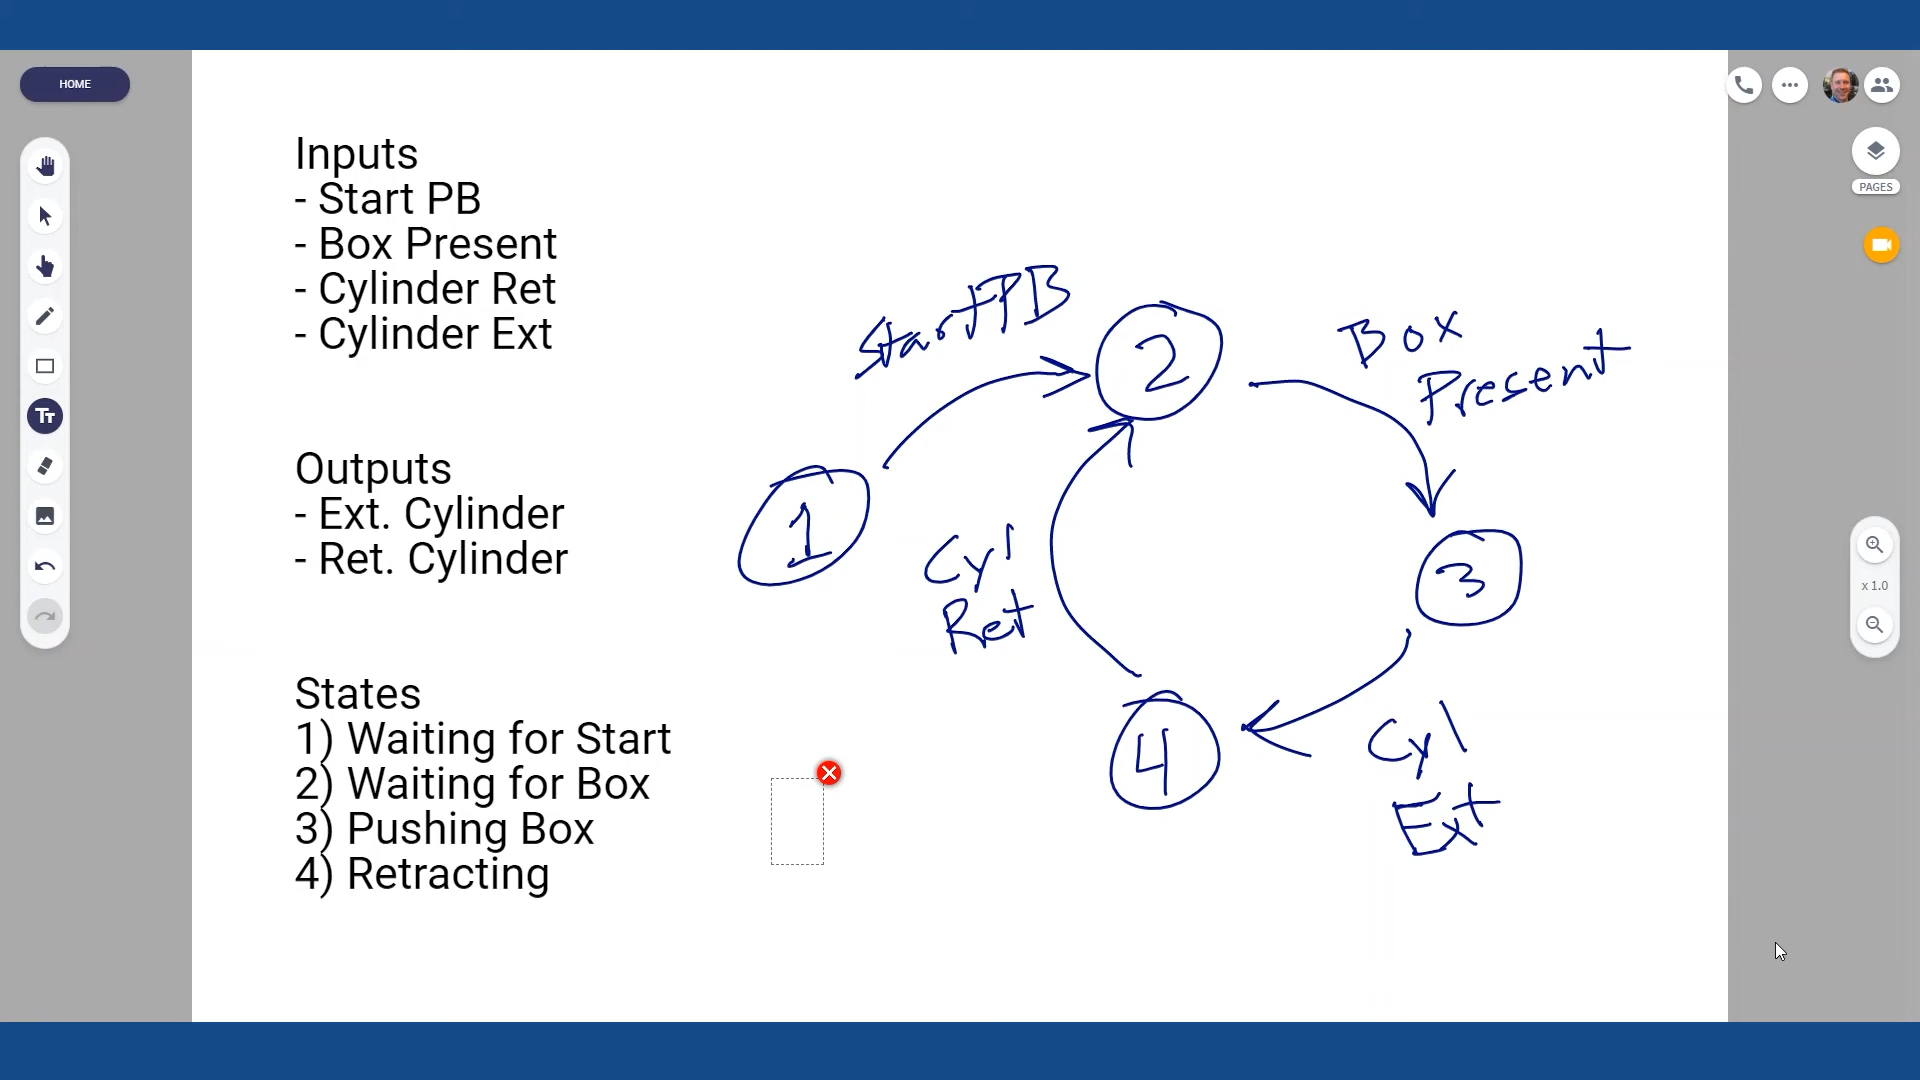 HOME
Inputs
- Start PB
- Box Present
- Cylinder Ret
- Cylinder Ext
Outputs
- Ext. Cylinder
- Ret. Cylinder
States
1) Waiting for Start
2) Waiting for Box
3) Pushing Box
4) Retracting
Start PB
2
Box
Present
1
3
Cyl
Ret
4
Cyl
Ext
Tт
PAGES
x 1.0